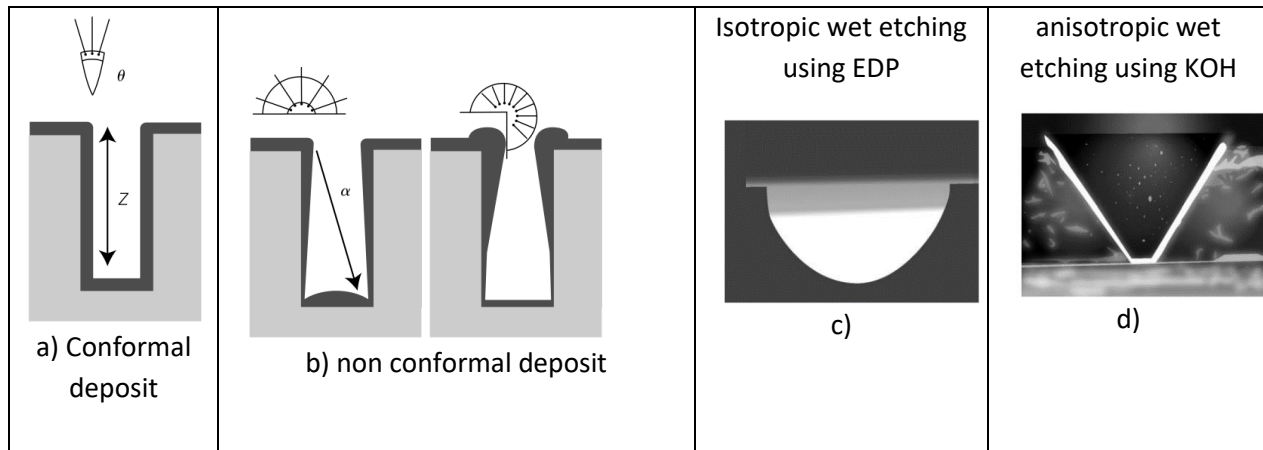 θ
Z
a) Conformal
deposit
α
b) non conformal deposit
Isotropic wet etching
using EDP
c)
anisotropic wet
etching using KOH
d)